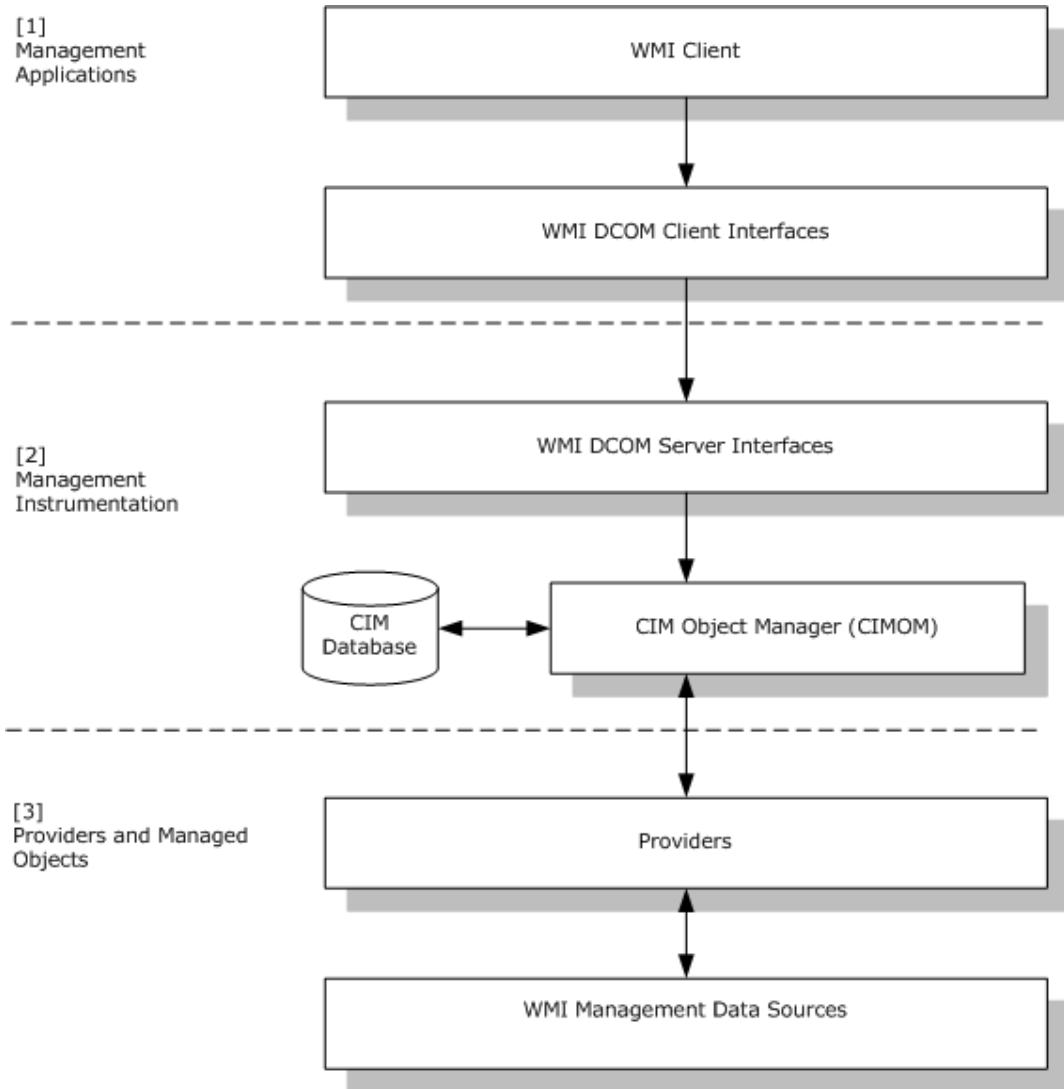 [1]
Management
Applications
WMI Client
WMI DCOM Client Interfaces
[2]
Management
Instrumentation
WMI DCOM Server Interfaces
CIM
Database
CIM Object Manager (CIMOM)
[3]
Providers and Managed
Objects
Providers
WMI Management Data Sources